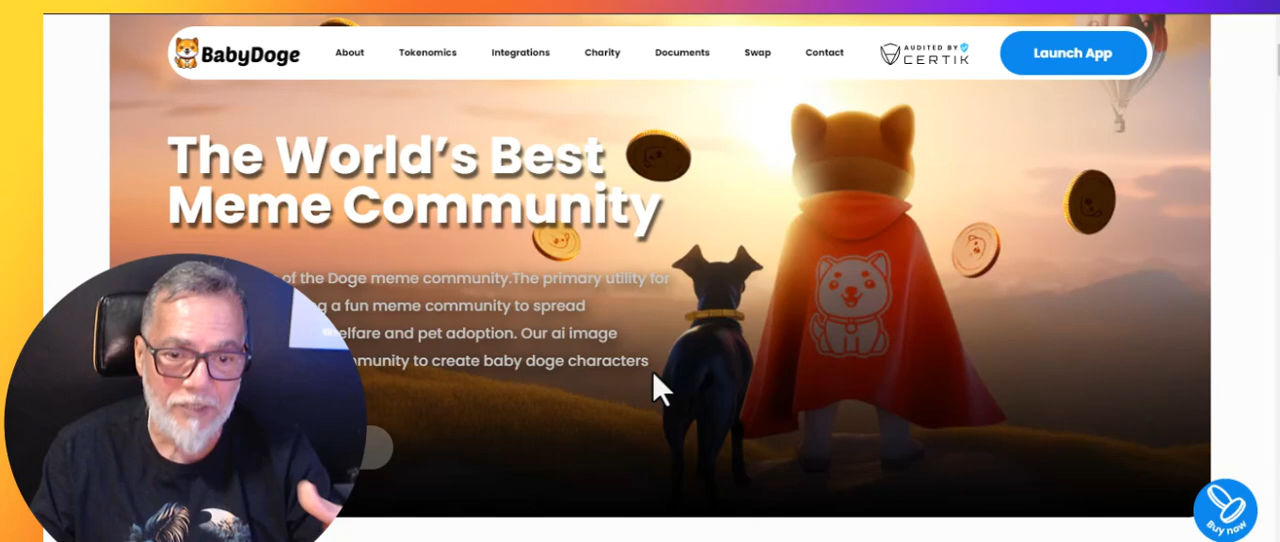 BabyDoge
About
Tokenomics
Integrations
Charity
Documents
Swap
Contact
AUDITED BY
CERTIK
Launch App
The World's Best
Meme Community
of the Doge meme community.The primary utility for
a fun meme community to spread
welfare and pet adoption. Our ai image
to create baby doge characters
Buy now